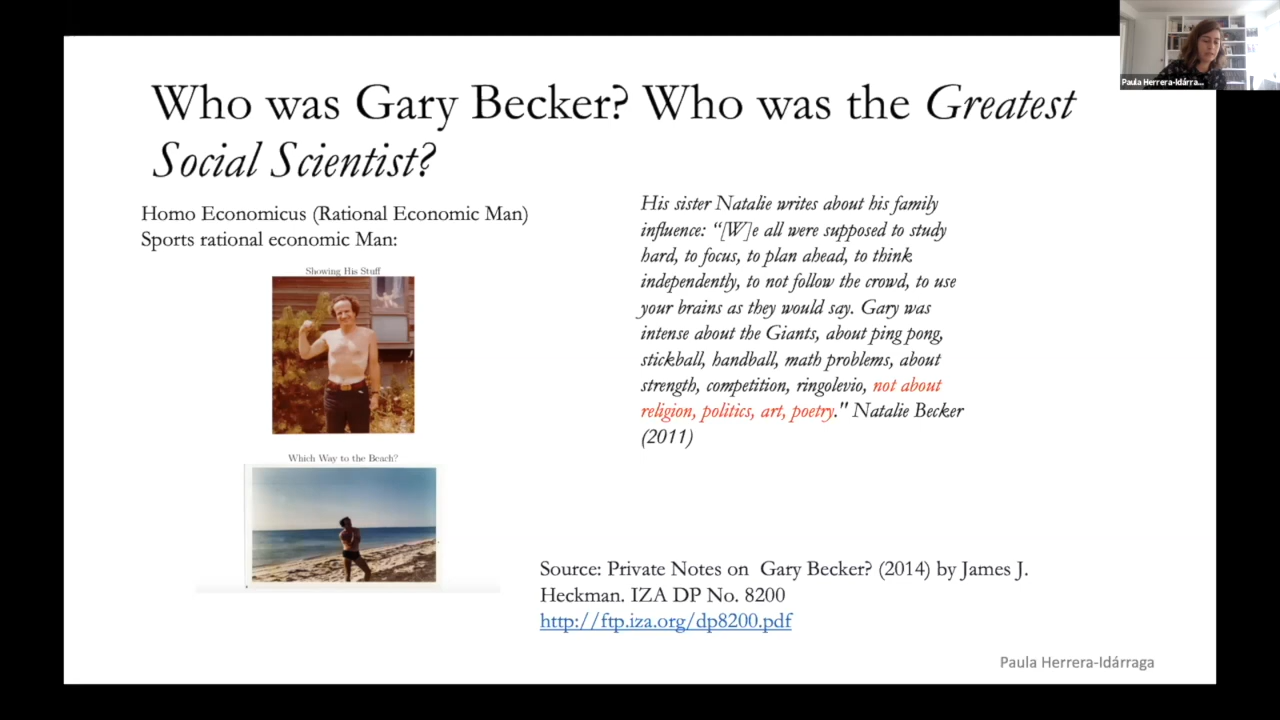 Who was Gary Becker? Who was the Greatest
Social Scientist?
Homo Economicus (Rational Economic Man)
Sports rational economic Man:
Showing His Stuff
Which Way to the Beach?
His sister Natalie writes about his family
influence: “[W]e all were supposed to study
hard, to focus, to plan ahead, to think
independently, to not follow the crowd, to use
your brains as they would say. Gary was
intense about the Giants, about ping pong,
stickball, handball, math problems, about
strength, competition, ringolevio, not about
religion, politics, art, poetry." Natalie Becker
(2011)
Source: Private Notes on Gary Becker? (2014) by James J.
Heckman. IZA DP No. 8200
http://ftp.iza.org/dp8200.pdf
Paula Herrera-Idárraga
Paula Herrera-Idárra...